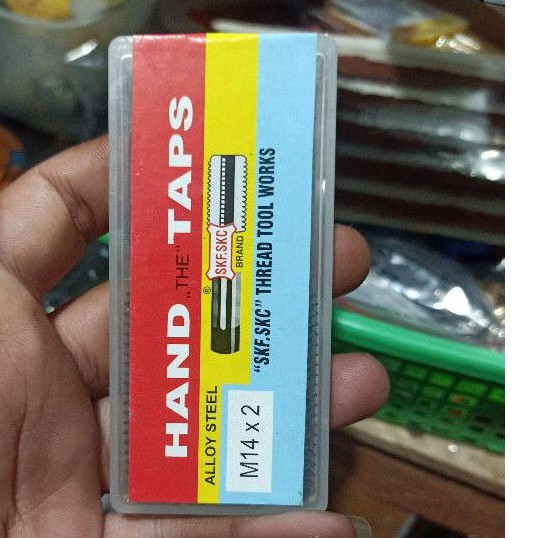 HAND „THE" TAPS
ALLOY STEEL
®
SKF.SKC
BRAND
"SKF.SKC" THREAD TOOL WORKS
M14 x 2